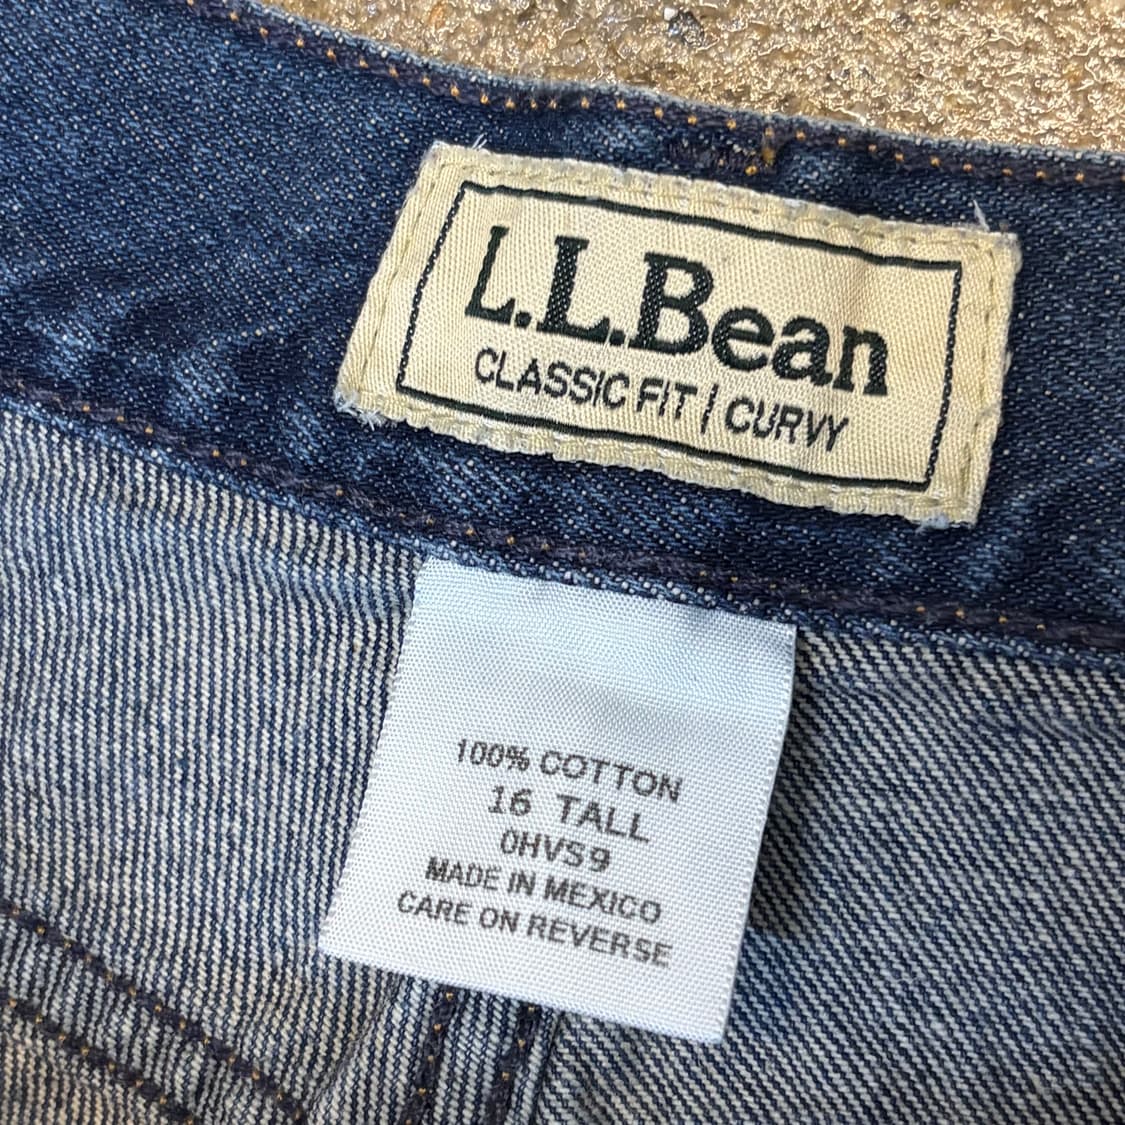 L.L.Bean
CLASSIC FIT | CURVY
100% COTTON
16 TALL
0HVS9
MADE IN MEXICO
CARE ON REVERSE